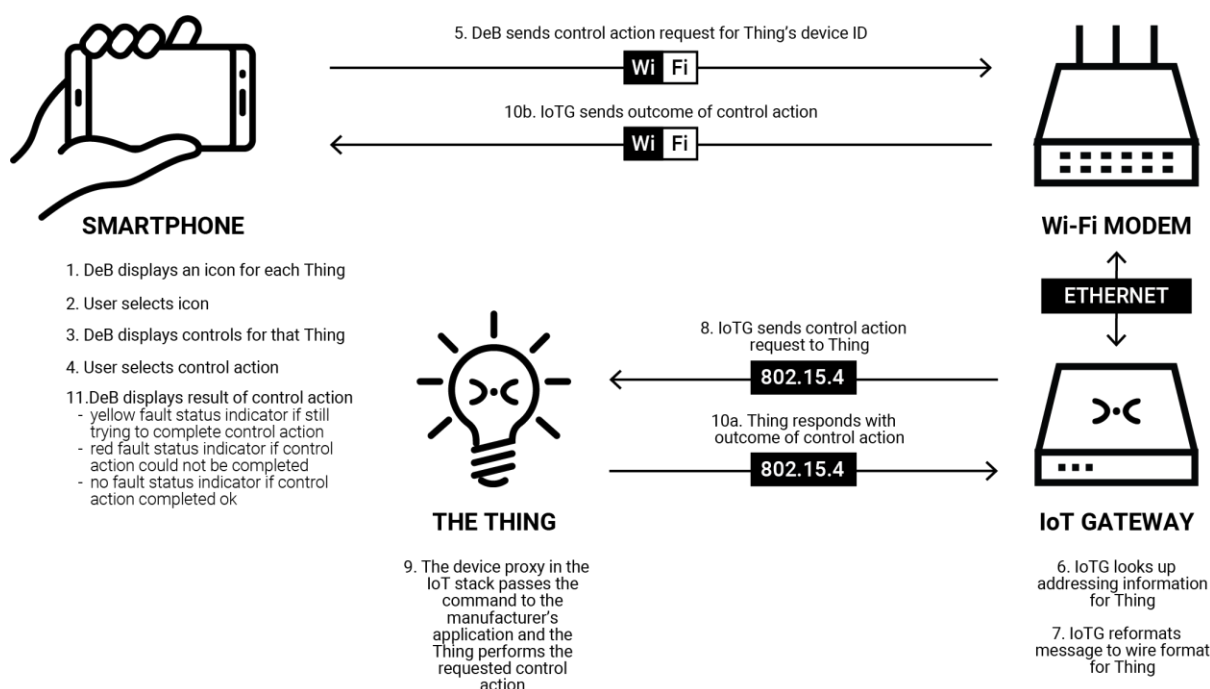 5. DeB sends control action request for Thing's device ID
Wi Fi
10b. IoTG sends outcome of control action
Wi Fi
SMARTPHONE
1. DeB displays an icon for each Thing
2. User selects icon
3. DeB displays controls for that Thing
4. User selects control action
11.DeB displays result of control action
- yellow fault status indicator if still
trying to complete control action
- red fault status indicator if control
action could not be completed
- no fault status indicator if control
action completed ok
Wi-Fi MODEM
ETHERNET
8. IoTG sends control action
request to Thing
802.15.4
10a. Thing responds with
outcome of control action
802.15.4
THE THING
9. The device proxy in the
IoT stack passes the
command to the
manufacturer's
application and the
Thing performs the
requested control
action
IoT GATEWAY
6. IoTG looks up
addressing information
for Thing
7. IoTG reformats
message to wire format
for Thing